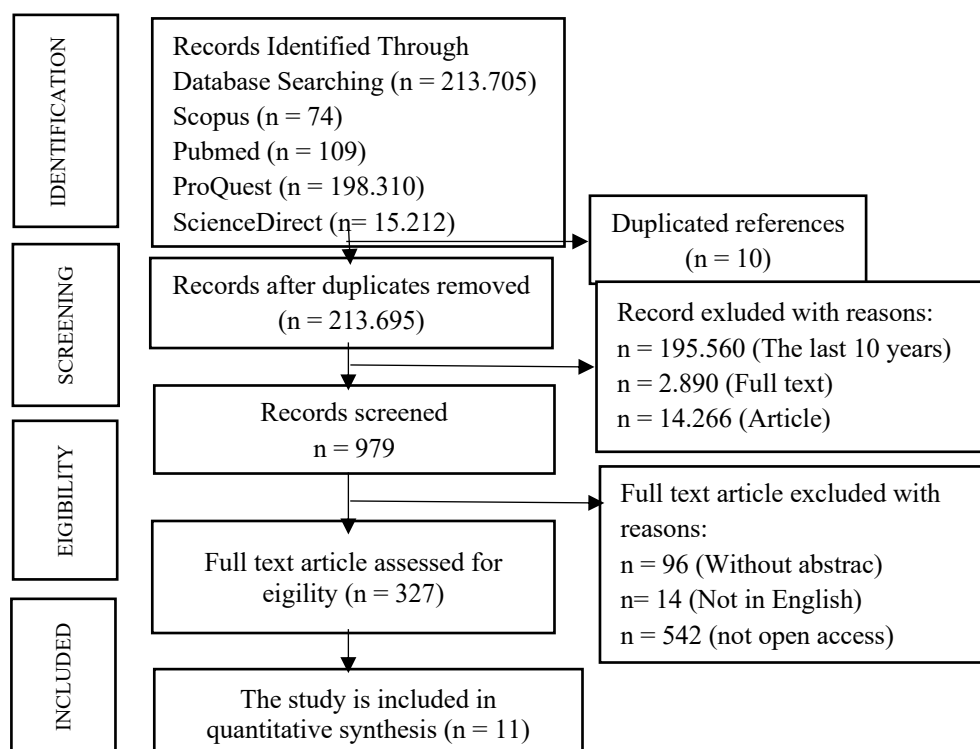 IDENTIFICATION
Records Identified Through
Database Searching (n = 213.705)
Scopus (n = 74)
Pubmed (n = 109)
ProQuest (n = 198.310)
ScienceDirect (n= 15.212)
Duplicated references
(n = 10)
SCREENING
Records after duplicates removed
(n = 213.695)
Record exluded with reasons:
n = 195.560 (The last 10 years)
n = 2.890 (Full text)
n = 14.266 (Article)
Records screened
n = 979
EIGIBILITY
Full text article excluded with
reasons:
n = 96 (Without abstrac)
n= 14 (Not in English)
n = 542 (not open access)
Full text article assessed for
eigility (n = 327)
INCLUDED
The study is included in
quantitative synthesis (n = 11)